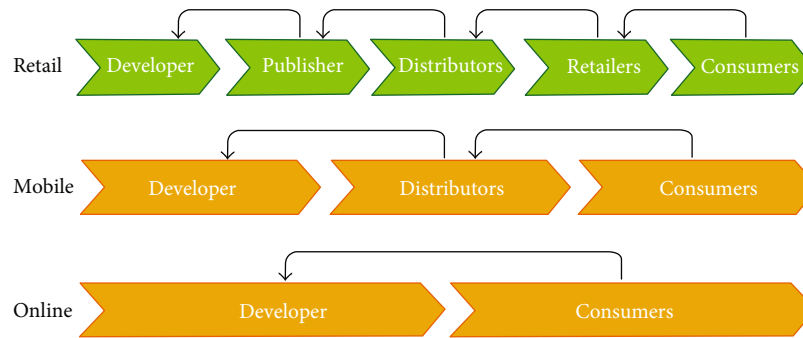 Retail Developer Publisher Distributors Retailers Consumers
Mobile Developer Distributors Consumers
Online Developer Consumers